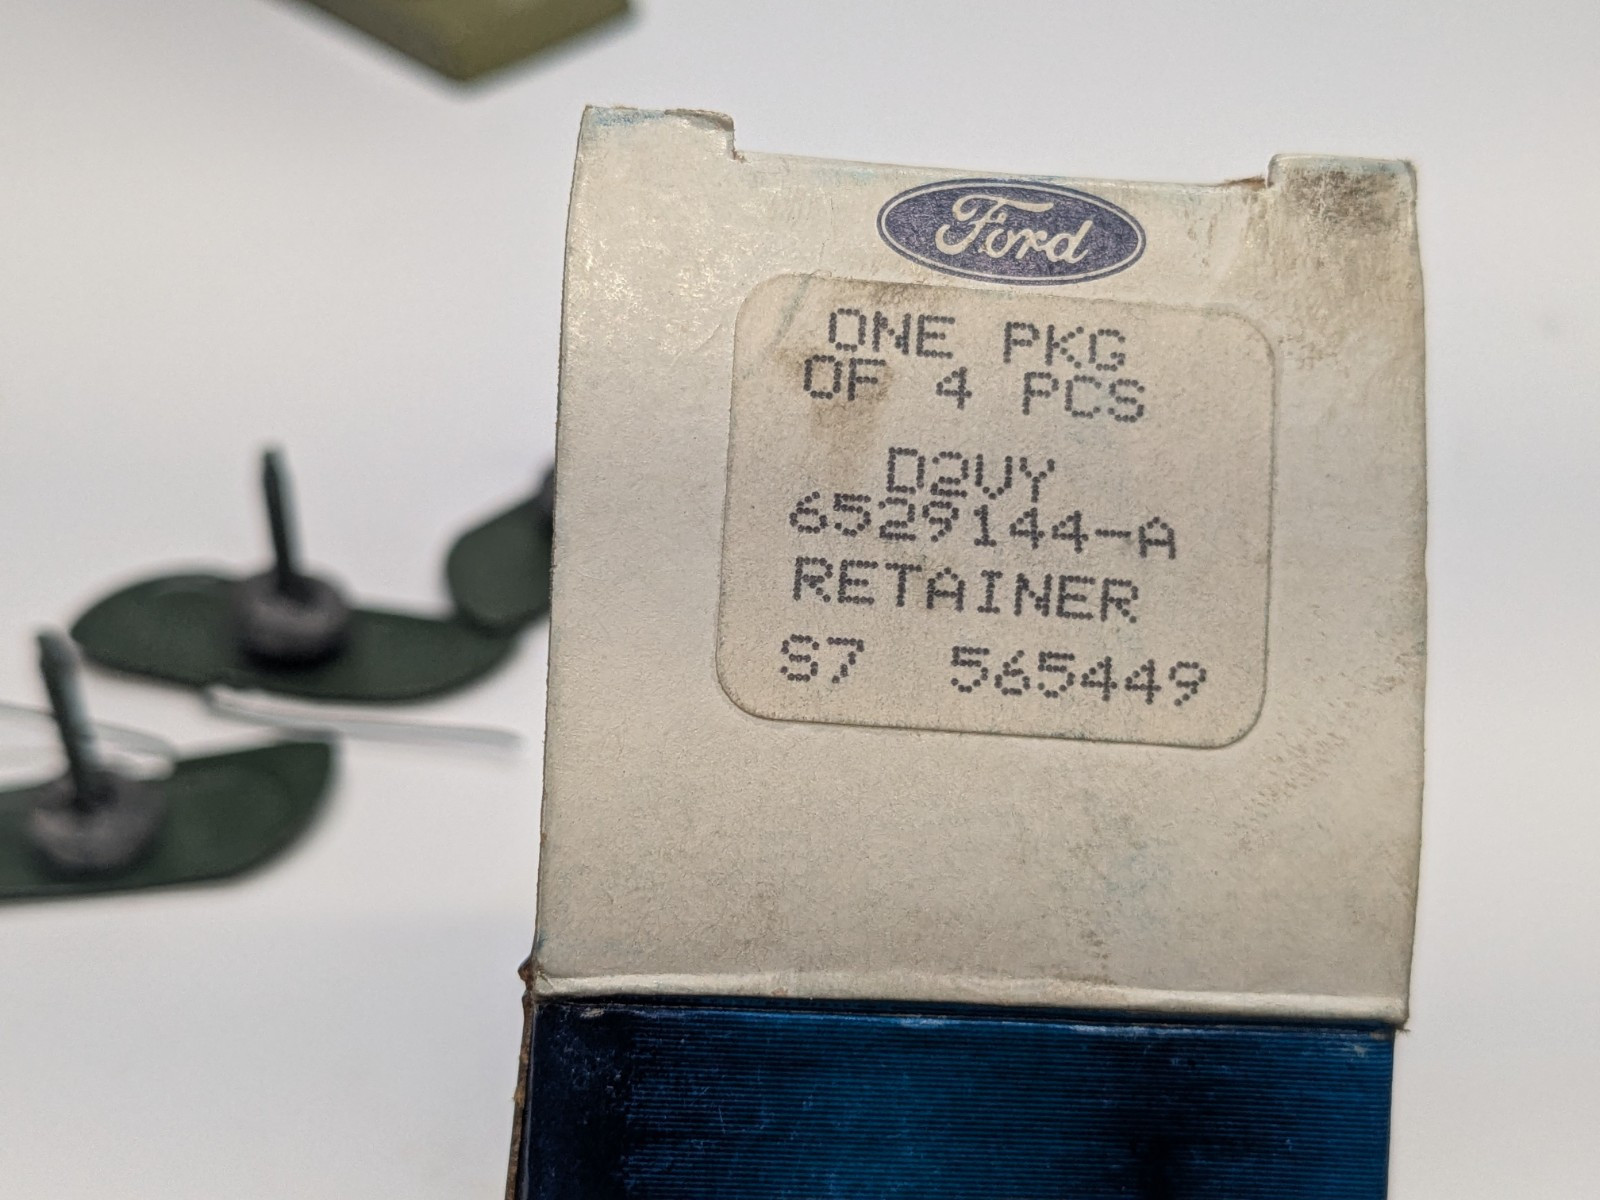 Ford
ONE PKG
OF 4 PCS
D2VY
6529144-A
RETAINER
S7 565449